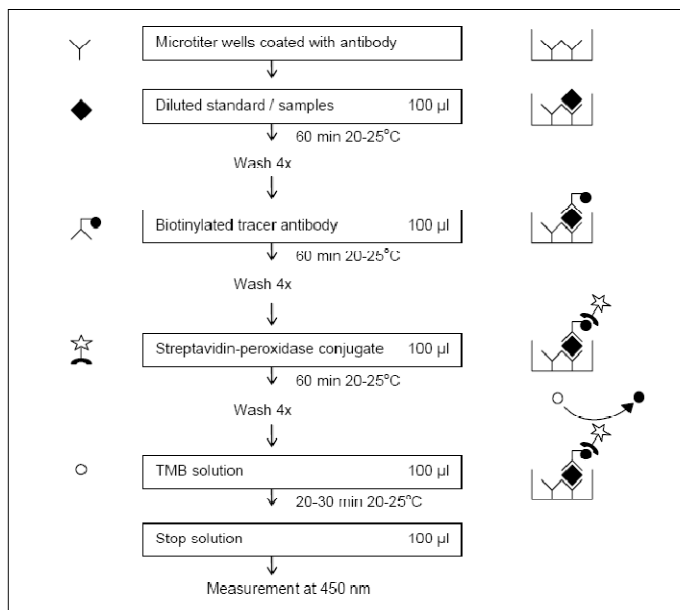 Microtiter wells coated with antibody
Diluted standard / samples 100 µl
60 min 20-25°C
Wash 4x
Biotinylated tracer antibody 100 µl
60 min 20-25°C
Wash 4x
Streptavidin-peroxidase conjugate 100 µl
60 min 20-25°C
Wash 4x
TMB solution 100 µl
20-30 min 20-25°C
Stop solution 100 µl
Measurement at 450 nm